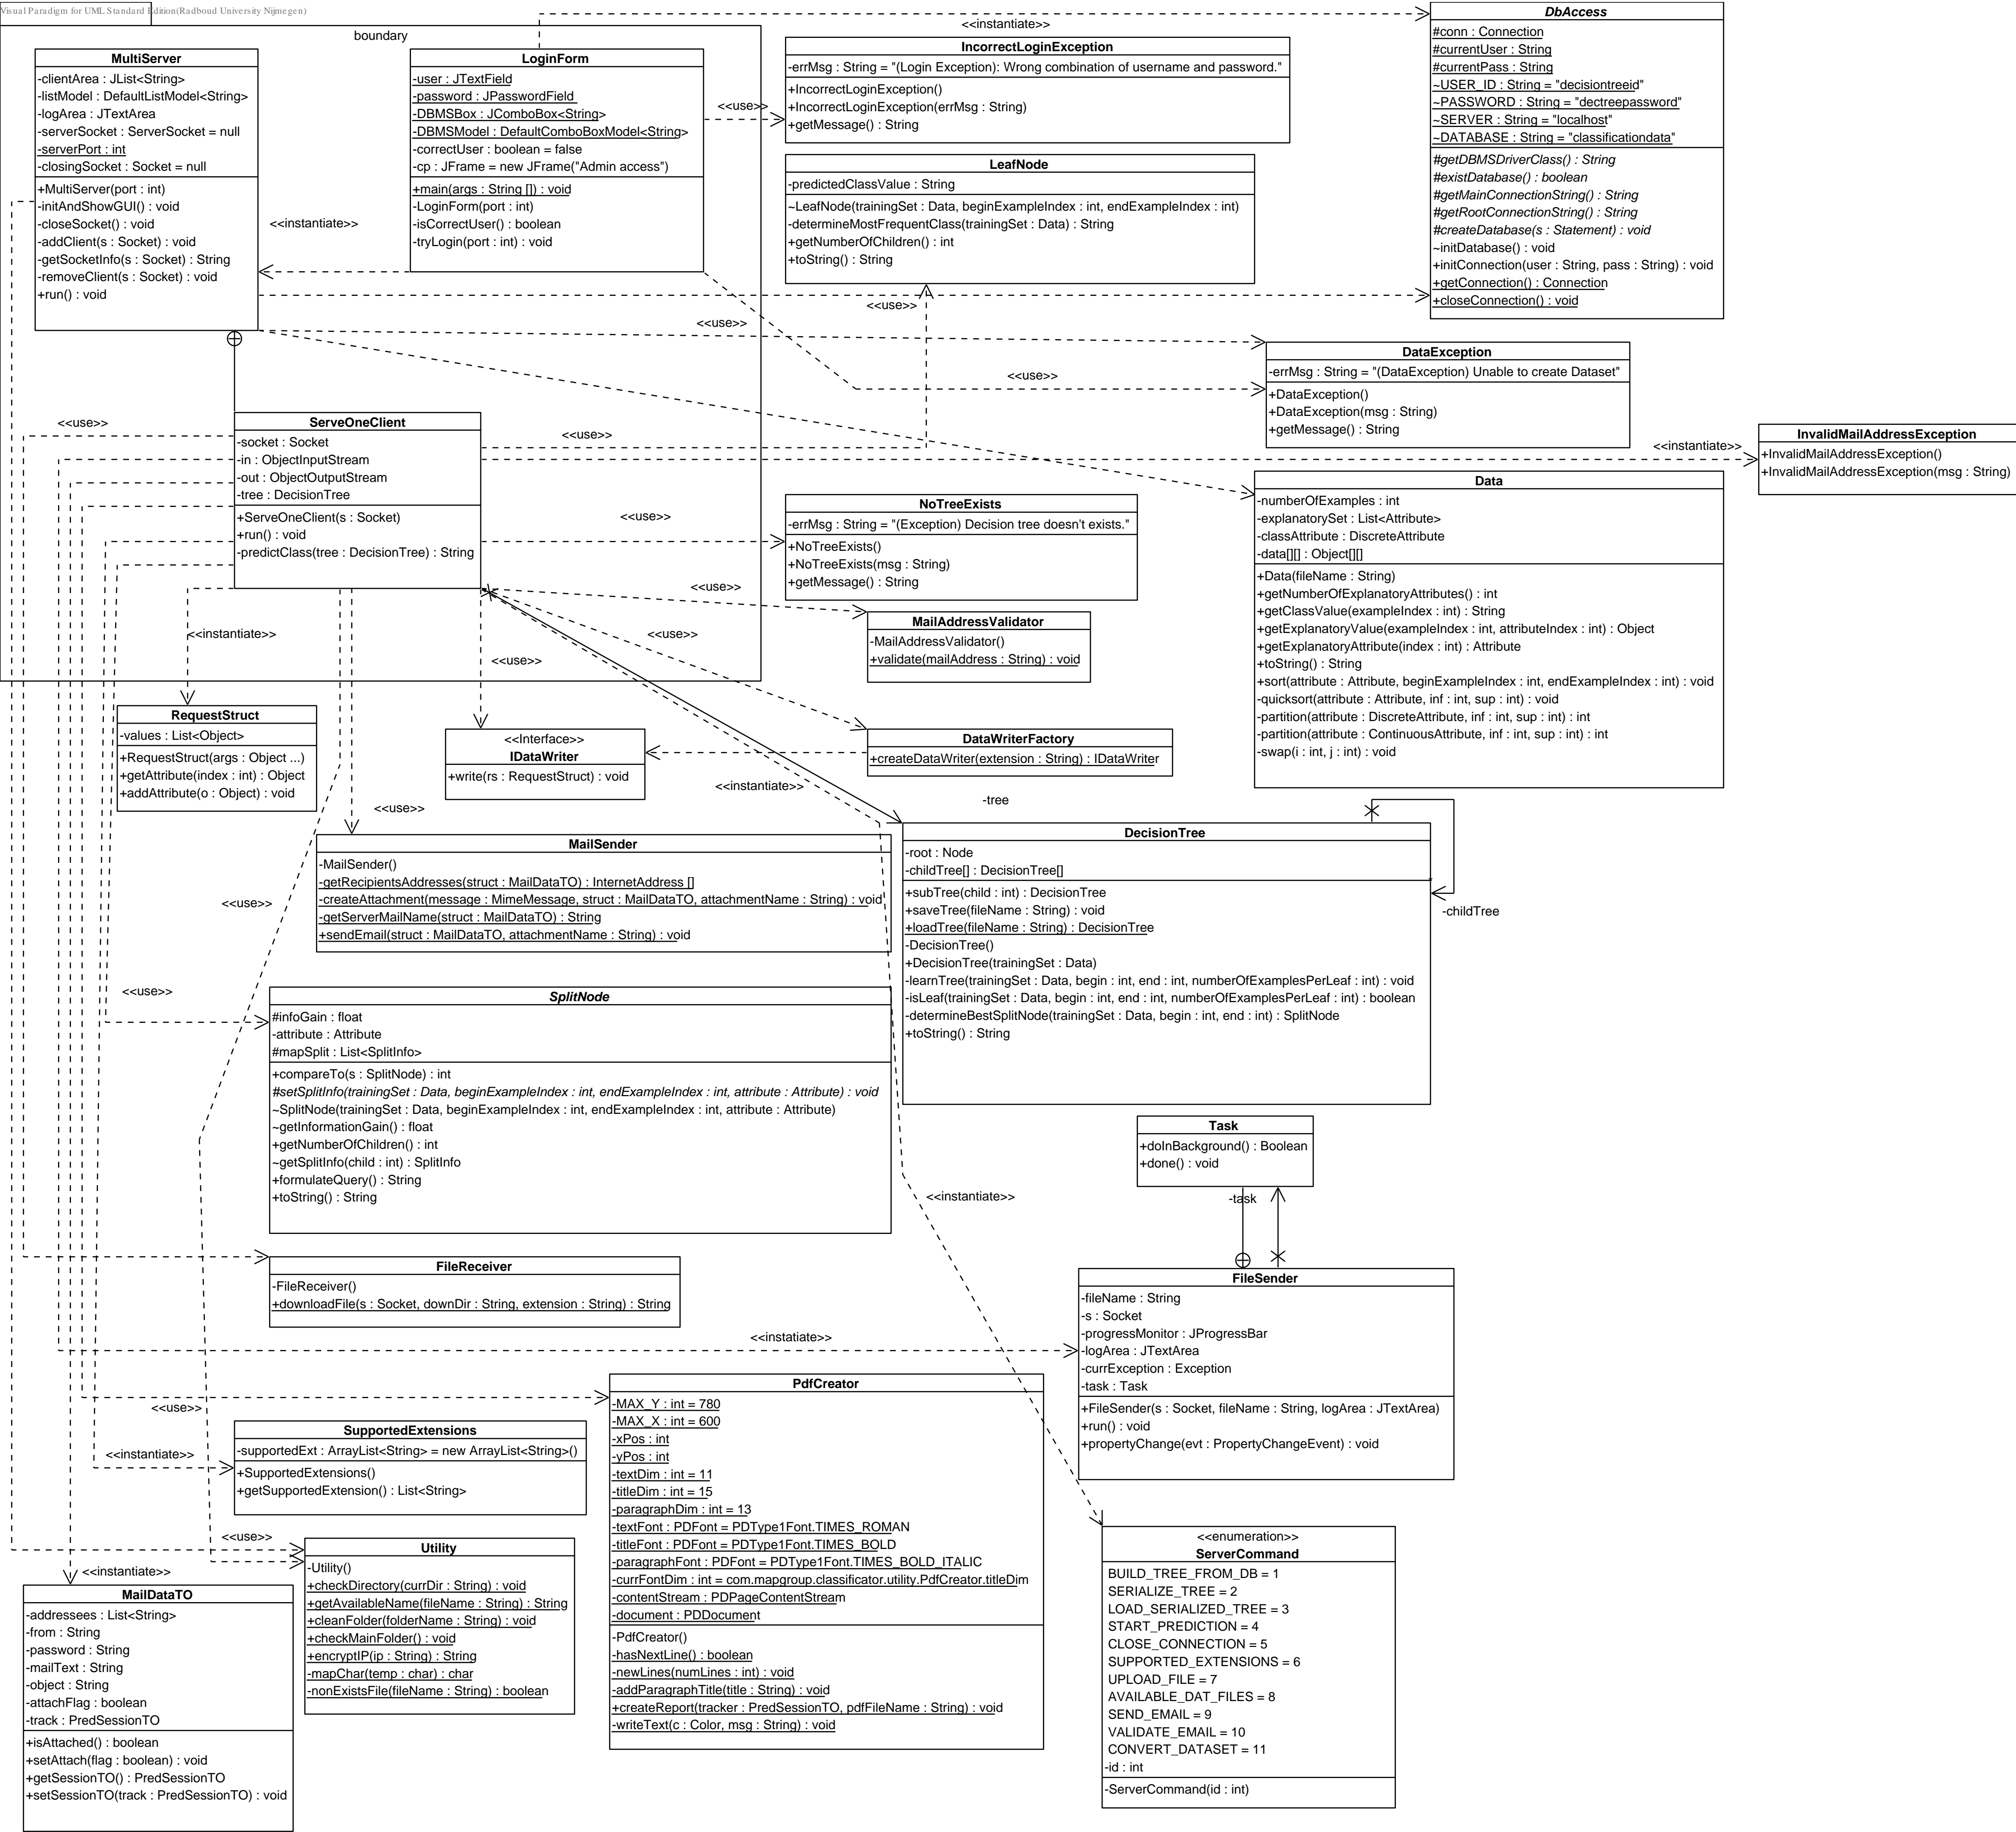 Visual Paradigm for UML Standard Edition(Radboud University Nijmegen)
boundary
MultiServer
-clientArea : JList<String>
-listModel : DefaultListModel<String>
-logArea : JTextArea
-serverSocket : ServerSocket = null
-serverPort : int
-closingSocket : Socket = null
+MultiServer(port : int)
-initAndShowGUI() : void
-closeSocket() : void
-addClient(s : Socket) : void
-getSocketInfo(s : Socket) : String
-removeClient(s : Socket) : void
+run() : void
LoginForm
-user : JTextField
-password : JPasswordField
-DBMSBox : JComboBox<String>
-DBMSModel : DefaultComboBoxModel<String>
-correctUser : boolean = false
-cp : JFrame = new JFrame("Admin access")
+main(args : String []) : void
-LoginForm(port : int)
-isCorrectUser() : boolean
-tryLogin(port : int) : void
<<instantiate>>
<<use>>
<<instantiate>>
IncorrectLoginException
-errMsg : String = "(Login Exception): Wrong combination of username and password."
+IncorrectLoginException()
+IncorrectLoginException(errMsg : String)
+getMessage() : String
DbAccess
#conn : Connection
#currentUser : String
#currentPass : String
~USER_ID : String = "decisiontreeid"
~PASSWORD : String = "dectreepassword"
~SERVER : String = "localhost"
~DATABASE : String = "classificationdata"
#getDBMSDriverClass() : String
#existDatabase() : boolean
#getMainConnectionString() : String
#getRootConnectionString() : String
#createDatabase(s : Statement) : void
~initDatabase() : void
+initConnection(user : String, pass : String) : void
+getConnection() : Connection
+closeConnection() : void
LeafNode
-predictedClassValue : String
~LeafNode(trainingSet : Data, beginExampleIndex : int, endExampleIndex : int)
-determineMostFrequentClass(trainingSet : Data) : String
+getNumberOfChildren() : int
+toString() : String
<<use>>
<<use>>
<<use>>
DataException
-errMsg : String = "(DataException) Unable to create Dataset"
+DataException()
+DataException(msg : String)
+getMessage() : String
ServeOneClient
-socket : Socket
-in : ObjectInputStream
-out : ObjectOutputStream
-tree : DecisionTree
+ServeOneClient(s : Socket)
+run() : void
-predictClass(tree : DecisionTree) : String
<<use>>
<<use>>
<<instantiate>>
InvalidMailAddressException
+InvalidMailAddressException()
+InvalidMailAddressException(msg : String)
Data
-numberOfExamples : int
-explanatorySet : List<Attribute>
-classAttribute : DiscreteAttribute
-data[][] : Object[][]
+Data(fileName : String)
+getNumberOfExplanatoryAttributes() : int
+getClassValue(exampleIndex : int) : String
+getExplanatoryValue(exampleIndex : int, attributeIndex : int) : Object
+getExplanatoryAttribute(index : int) : Attribute
+toString() : String
+sort(attribute : Attribute, beginExampleIndex : int, endExampleIndex : int) : void
-quicksort(attribute : Attribute, inf : int, sup : int) : void
-partition(attribute : DiscreteAttribute, inf : int, sup : int) : int
-partition(attribute : ContinuousAttribute, inf : int, sup : int) : int
-swap(i : int, j : int) : void
NoTreeExists
-errMsg : String = "(Exception) Decision tree doesn't exists."
+NoTreeExists()
+NoTreeExists(msg : String)
+getMessage() : String
<<use>>
<<use>>
MailAddressValidator
-MailAddressValidator()
+validate(mailAddress : String) : void
<<instantiate>>
<<use>>
<<use>>
RequestStruct
-values : List<Object>
+RequestStruct(args : Object ...)
+getAttribute(index : int) : Object
+addAttribute(o : Object) : void
<<Interface>>
IDataWriter
+write(rs : RequestStruct) : void
DataWriterFactory
+createDataWriter(extension : String) : IDataWriter
<<instantiate>>
-tree
<<use>>
MailSender
-MailSender()
-getRecipientsAddresses(struct : MailDataTO) : InternetAddress []
-createAttachment(message : MimeMessage, struct : MailDataTO, attachmentName : String) : void
-getServerMailName(struct : MailDataTO) : String
+sendEmail(struct : MailDataTO, attachmentName : String) : void
DecisionTree
-root : Node
-childTree[] : DecisionTree[]
+subTree(child : int) : DecisionTree
+saveTree(fileName : String) : void
+loadTree(fileName : String) : DecisionTree
-DecisionTree()
+DecisionTree(trainingSet : Data)
-learnTree(trainingSet : Data, begin : int, end : int, numberOfExamplesPerLeaf : int) : void
-isLeaf(trainingSet : Data, begin : int, end : int, numberOfExamplesPerLeaf : int) : boolean
-determineBestSplitNode(trainingSet : Data, begin : int, end : int) : SplitNode
+toString() : String
-childTree
<<use>>
<<use>>
SplitNode
#infoGain : float
-attribute : Attribute
#mapSplit : List<SplitInfo>
+compareTo(s : SplitNode) : int
#setSplitInfo(trainingSet : Data, beginExampleIndex : int, endExampleIndex : int, attribute : Attribute) : void
~SplitNode(trainingSet : Data, beginExampleIndex : int, endExampleIndex : int, attribute : Attribute)
~getInformationGain() : float
+getNumberOfChildren() : int
~getSplitInfo(child : int) : SplitInfo
+formulateQuery() : String
+toString() : String
Task
+doInBackground() : Boolean
+done() : void
-task
<<instantiate>>
FileReceiver
-FileReceiver()
+downloadFile(s : Socket, downDir : String, extension : String) : String
FileSender
-fileName : String
-s : Socket
-progressMonitor : JProgressBar
-logArea : JTextArea
-currException : Exception
-task : Task
+FileSender(s : Socket, fileName : String, logArea : JTextArea)
+run() : void
+propertyChange(evt : PropertyChangeEvent) : void
<<instatiate>>
PdfCreator
-MAX_Y : int = 780
-MAX_X : int = 600
-xPos : int
-yPos : int
-textDim : int = 11
-titleDim : int = 15
-paragraphDim : int = 13
-textFont : PDFont = PDType1Font.TIMES_ROMAN
-titleFont : PDFont = PDType1Font.TIMES_BOLD
-paragraphFont : PDFont = PDType1Font.TIMES_BOLD_ITALIC
-currFontDim : int = com.mapgroup.classificator.utility.PdfCreator.titleDim
-contentStream : PDPageContentStream
-document : PDDocument
-PdfCreator()
-hasNextLine() : boolean
-newLines(numLines : int) : void
-addParagraphTitle(title : String) : void
+createReport(tracker : PredSessionTO, pdfFileName : String) : void
-writeText(c : Color, msg : String) : void
<<use>>
<<instantiate>>
SupportedExtensions
-supportedExt : ArrayList<String> = new ArrayList<String>()
+SupportedExtensions()
+getSupportedExtension() : List<String>
<<use>>
Utility
-Utility()
+checkDirectory(currDir : String) : void
+getAvailableName(fileName : String) : String
+cleanFolder(folderName : String) : void
+checkMainFolder() : void
+encryptIP(ip : String) : String
-mapChar(temp : char) : char
-nonExistsFile(fileName : String) : boolean
<<instantiate>>
MailDataTO
-addressees : List<String>
-from : String
-password : String
-mailText : String
-object : String
-attachFlag : boolean
-track : PredSessionTO
+isAttached() : boolean
+setAttach(flag : boolean) : void
+getSessionTO() : PredSessionTO
+setSessionTO(track : PredSessionTO) : void
<<enumeration>>
ServerCommand
BUILD_TREE_FROM_DB = 1
SERIALIZE_TREE = 2
LOAD_SERIALIZED_TREE = 3
START_PREDICTION = 4
CLOSE_CONNECTION = 5
SUPPORTED_EXTENSIONS = 6
UPLOAD_FILE = 7
AVAILABLE_DAT_FILES = 8
SEND_EMAIL = 9
VALIDATE_EMAIL = 10
CONVERT_DATASET = 11
-id : int
-ServerCommand(id : int)